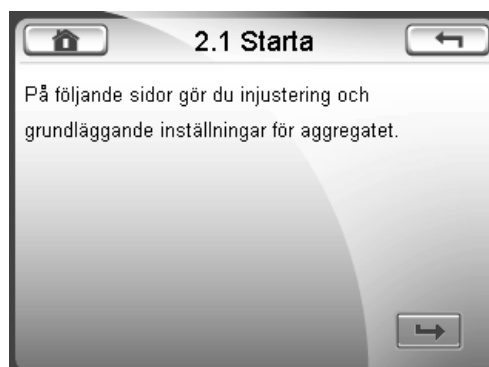 2.1 Starta
På följande sidor gör du injustering och
grundläggande inställningar för aggregatet.